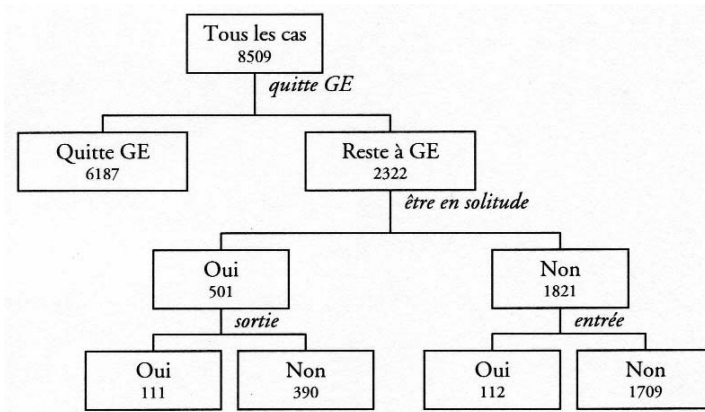 Tous les cas
8509
quitte GE
Quitte GE
6187
Reste à GE
2322
être en solitude
Oui
501
Non
1821
sortie
entrée
Oui
111
Non
390
Oui
112
Non
1709